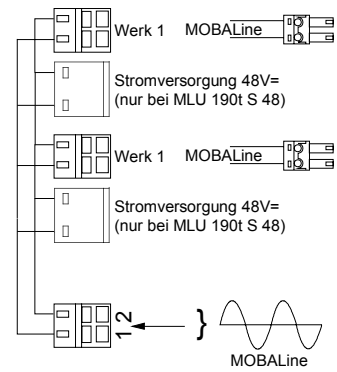 Werk 1 MOBALine
Stromversorgung 48V=
(nur bei MLU 190t S 48)
Werk 1 MOBALine
Stromversorgung 48V=
(nur bei MLU 190t S 48)
1 2
}
MOBALine